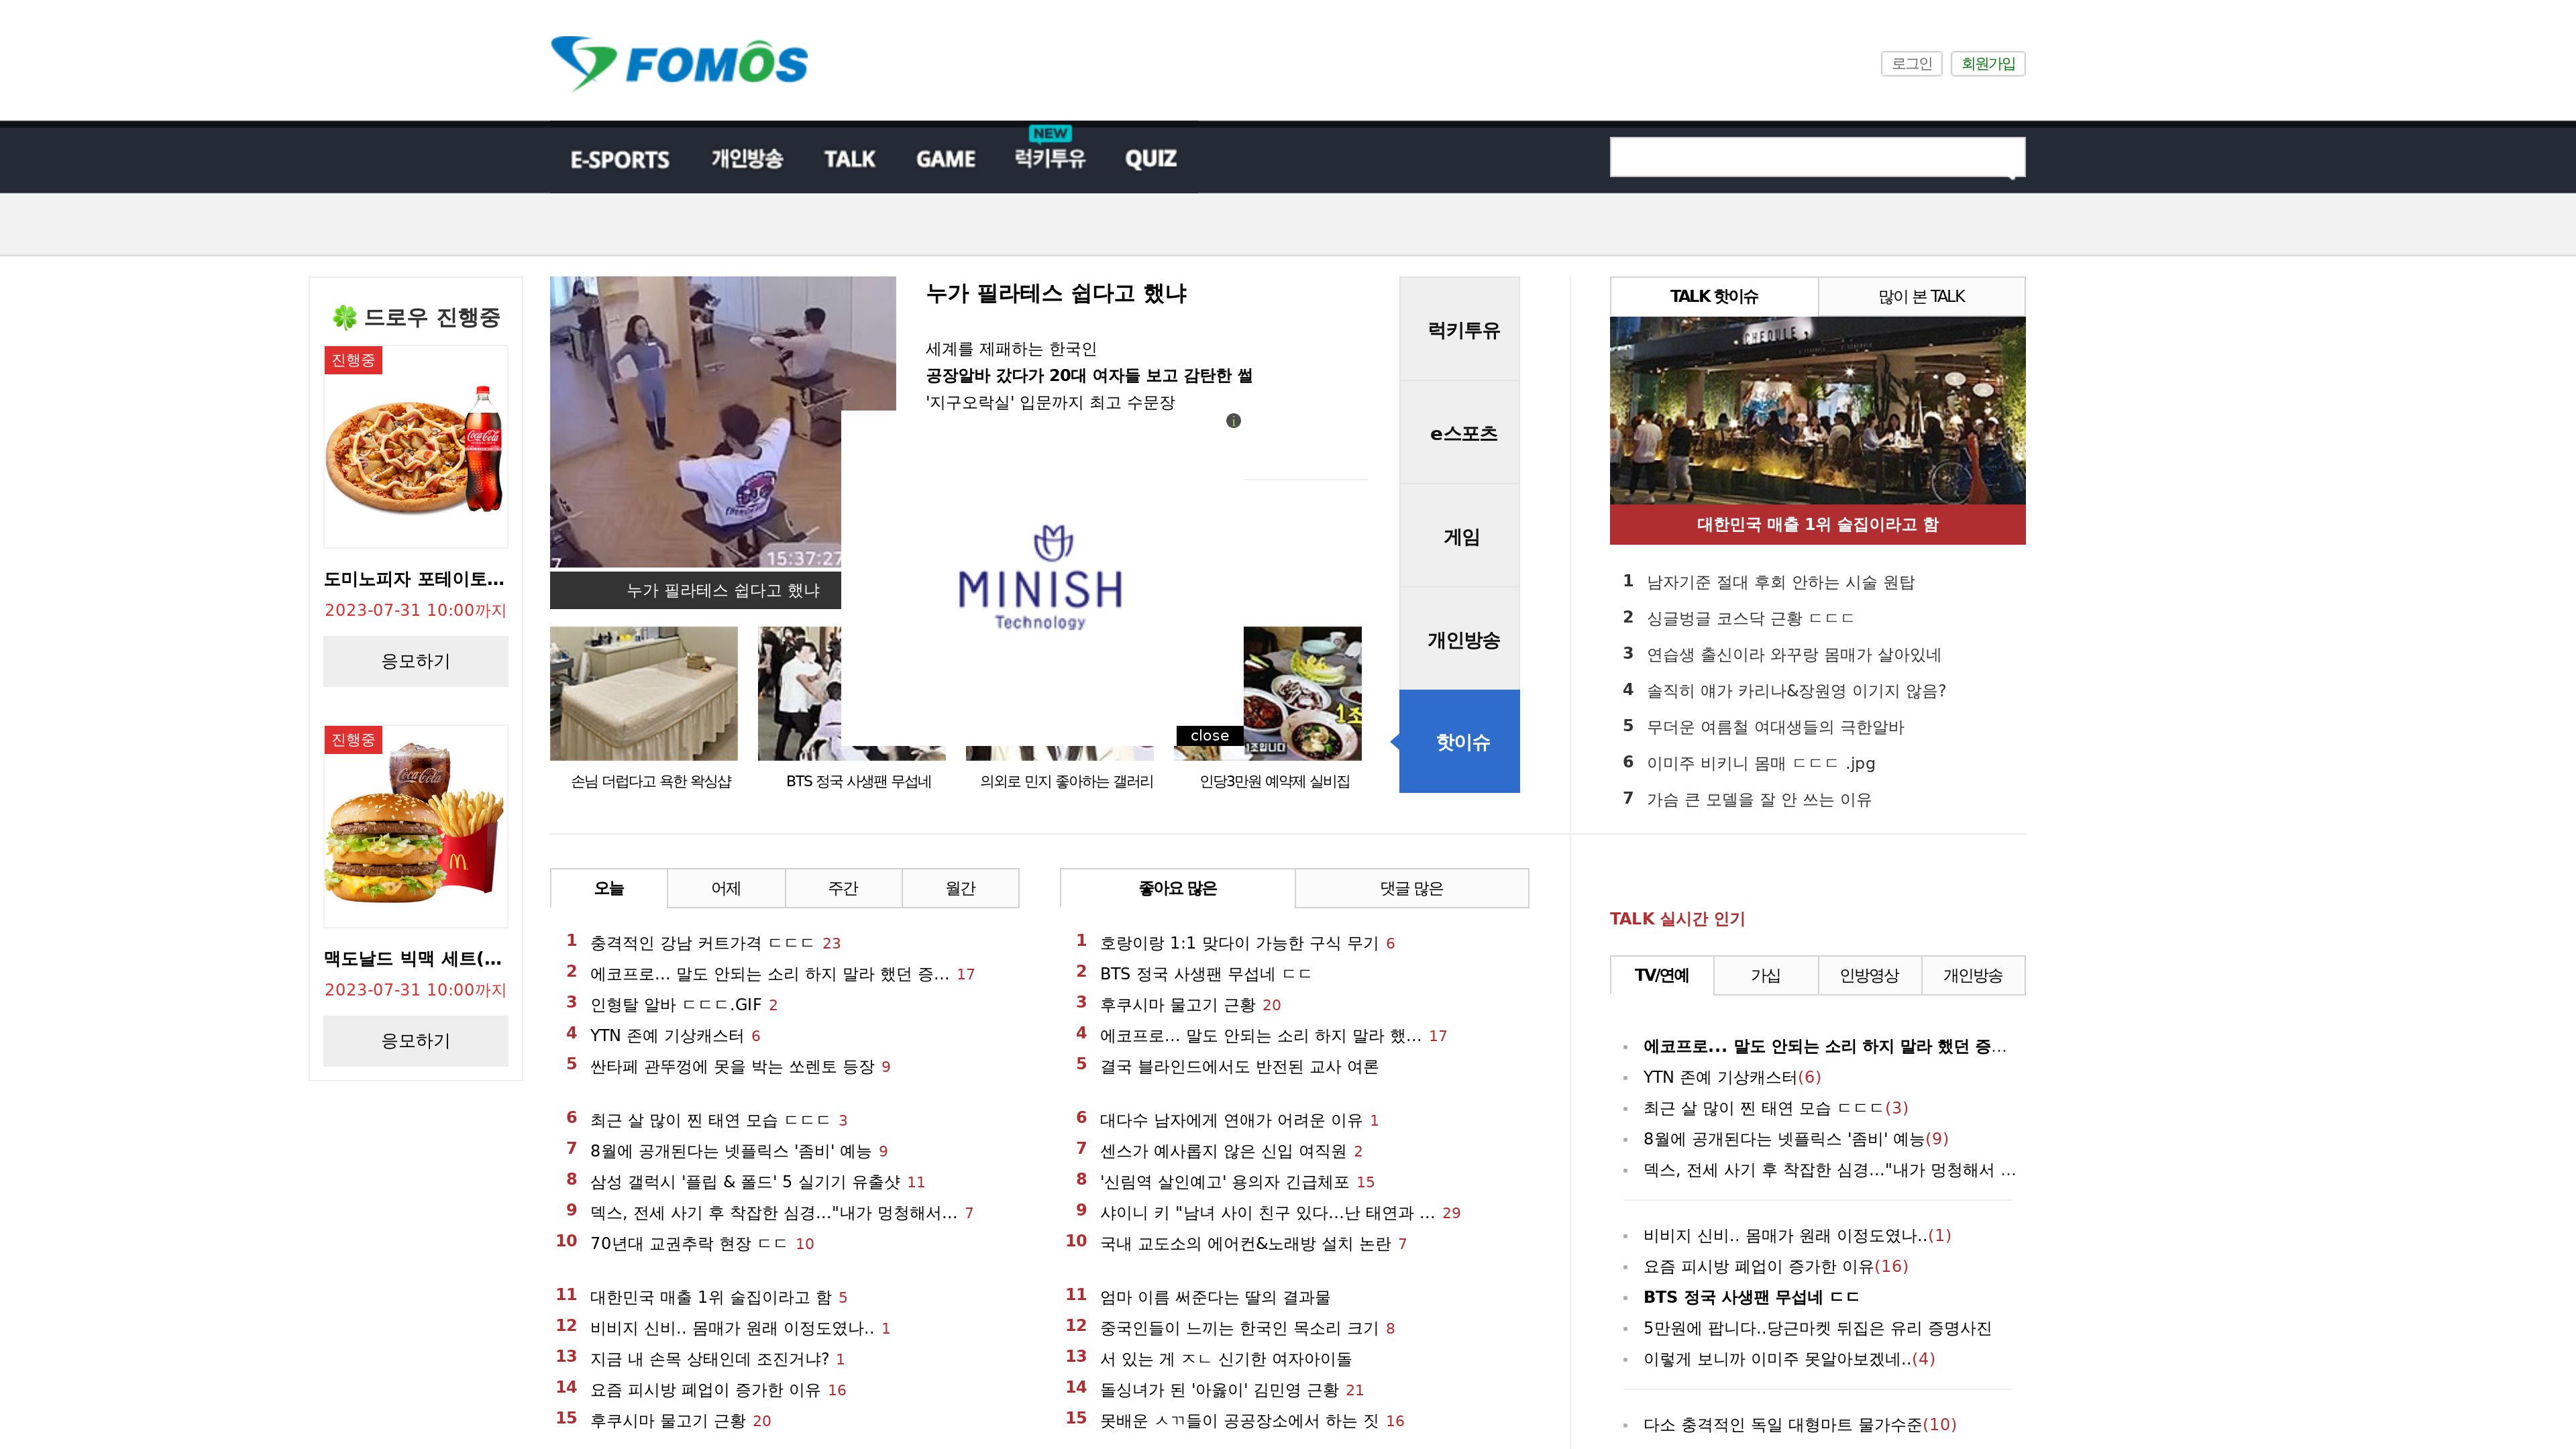 FOMOS
로그인
회원가입
E-SPORTS
개인방송
TALK
GAME
NEW
럭키투유
QUIZ
드로우 진행중
진행중
Coca-Cola
도미노피자 포테이토...
2023-07-31 10:00까지
응모하기
진행중
Coca-Cola
맥도날드 빅맥 세트(...
2023-07-31 10:00까지
응모하기
15:37:27
누가 필라테스 쉽다고 했냐
누가 필라테스 쉽다고 했냐
세계를 제패하는 한국인
공장알바 갔다가 20대 여자들 보고 감탄한 썰
'지구오락실' 입문까지 최고 수문장
MINISH
Technology
close
손님 더럽다고 욕한 왁싱샵
BTS 정국 사생팬 무섭네
의외로 민지 좋아하는 갤러리
인당3만원 예약제 실비집
럭키투유
e스포츠
게임
개인방송
핫이슈
TALK 핫이슈
많이 본 TALK
CHEDULE
대한민국 매출 1위 술집이라고 함
1 남자기준 절대 후회 안하는 시술 원탑
2 싱글벙글 코스닥 근황 ㄷㄷㄷ
3 연습생 출신이라 와꾸랑 몸매가 살아있네
4 솔직히 얘가 카리나&장원영 이기지 않음?
5 무더운 여름철 여대생들의 극한알바
6 이미주 비키니 몸매 ㄷㄷㄷ .jpg
7 가슴 큰 모델을 잘 안 쓰는 이유
오늘
어제
주간
월간
1 충격적인 강남 커트가격 ㄷㄷㄷ 23
2 에코프로... 말도 안되는 소리 하지 말라 했던 증... 17
3 인형탈 알바 ㄷㄷㄷ.GIF 2
4 YTN 존예 기상캐스터 6
5 싼타페 관뚜껑에 못을 박는 쏘렌토 등장 9
6 최근 살 많이 찐 태연 모습 ㄷㄷㄷ 3
7 8월에 공개된다는 넷플릭스 '좀비' 예능 9
8 삼성 갤럭시 '플립 & 폴드' 5 실기기 유출샷 11
9 덱스, 전세 사기 후 착잡한 심경..."내가 멍청해서... 7
10 70년대 교권추락 현장 ㄷㄷ 10
11 대한민국 매출 1위 술집이라고 함 5
12 비비지 신비.. 몸매가 원래 이정도였나.. 1
13 지금 내 손목 상태인데 조진거냐? 1
14 요즘 피시방 폐업이 증가한 이유 16
15 후쿠시마 물고기 근황 20
좋아요 많은
댓글 많은
1 호랑이랑 1:1 맞다이 가능한 구식 무기 6
2 BTS 정국 사생팬 무섭네 ㄷㄷ
3 후쿠시마 물고기 근황 20
4 에코프로... 말도 안되는 소리 하지 말라 했... 17
5 결국 블라인드에서도 반전된 교사 여론
6 대다수 남자에게 연애가 어려운 이유 1
7 센스가 예사롭지 않은 신입 여직원 2
8 '신림역 살인예고' 용의자 긴급체포 15
9 샤이니 키 "남녀 사이 친구 있다...난 태연과 ... 29
10 국내 교도소의 에어컨&노래방 설치 논란 7
11 엄마 이름 써준다는 딸의 결과물
12 중국인들이 느끼는 한국인 목소리 크기 8
13 서 있는 게 ㅈㄴ 신기한 여자아이돌
14 돌싱녀가 된 '아옳이' 김민영 근황 21
15 못배운 ㅅㄲ들이 공공장소에서 하는 짓 16
TALK 실시간 인기
TV/연예
가십
인방영상
개인방송
에코프로... 말도 안되는 소리 하지 말라 했던 증...
YTN 존예 기상캐스터(6)
최근 살 많이 찐 태연 모습 ㄷㄷㄷ(3)
8월에 공개된다는 넷플릭스 '좀비' 예능(9)
덱스, 전세 사기 후 착잡한 심경..."내가 멍청해서 ...
비비지 신비.. 몸매가 원래 이정도였나..(1)
요즘 피시방 폐업이 증가한 이유(16)
BTS 정국 사생팬 무섭네 ㄷㄷ
5만원에 팝니다..당근마켓 뒤집은 유리 증명사진
이렇게 보니까 이미주 못알아보겠네..(4)
다소 충격적인 독일 대형마트 물가수준(10)